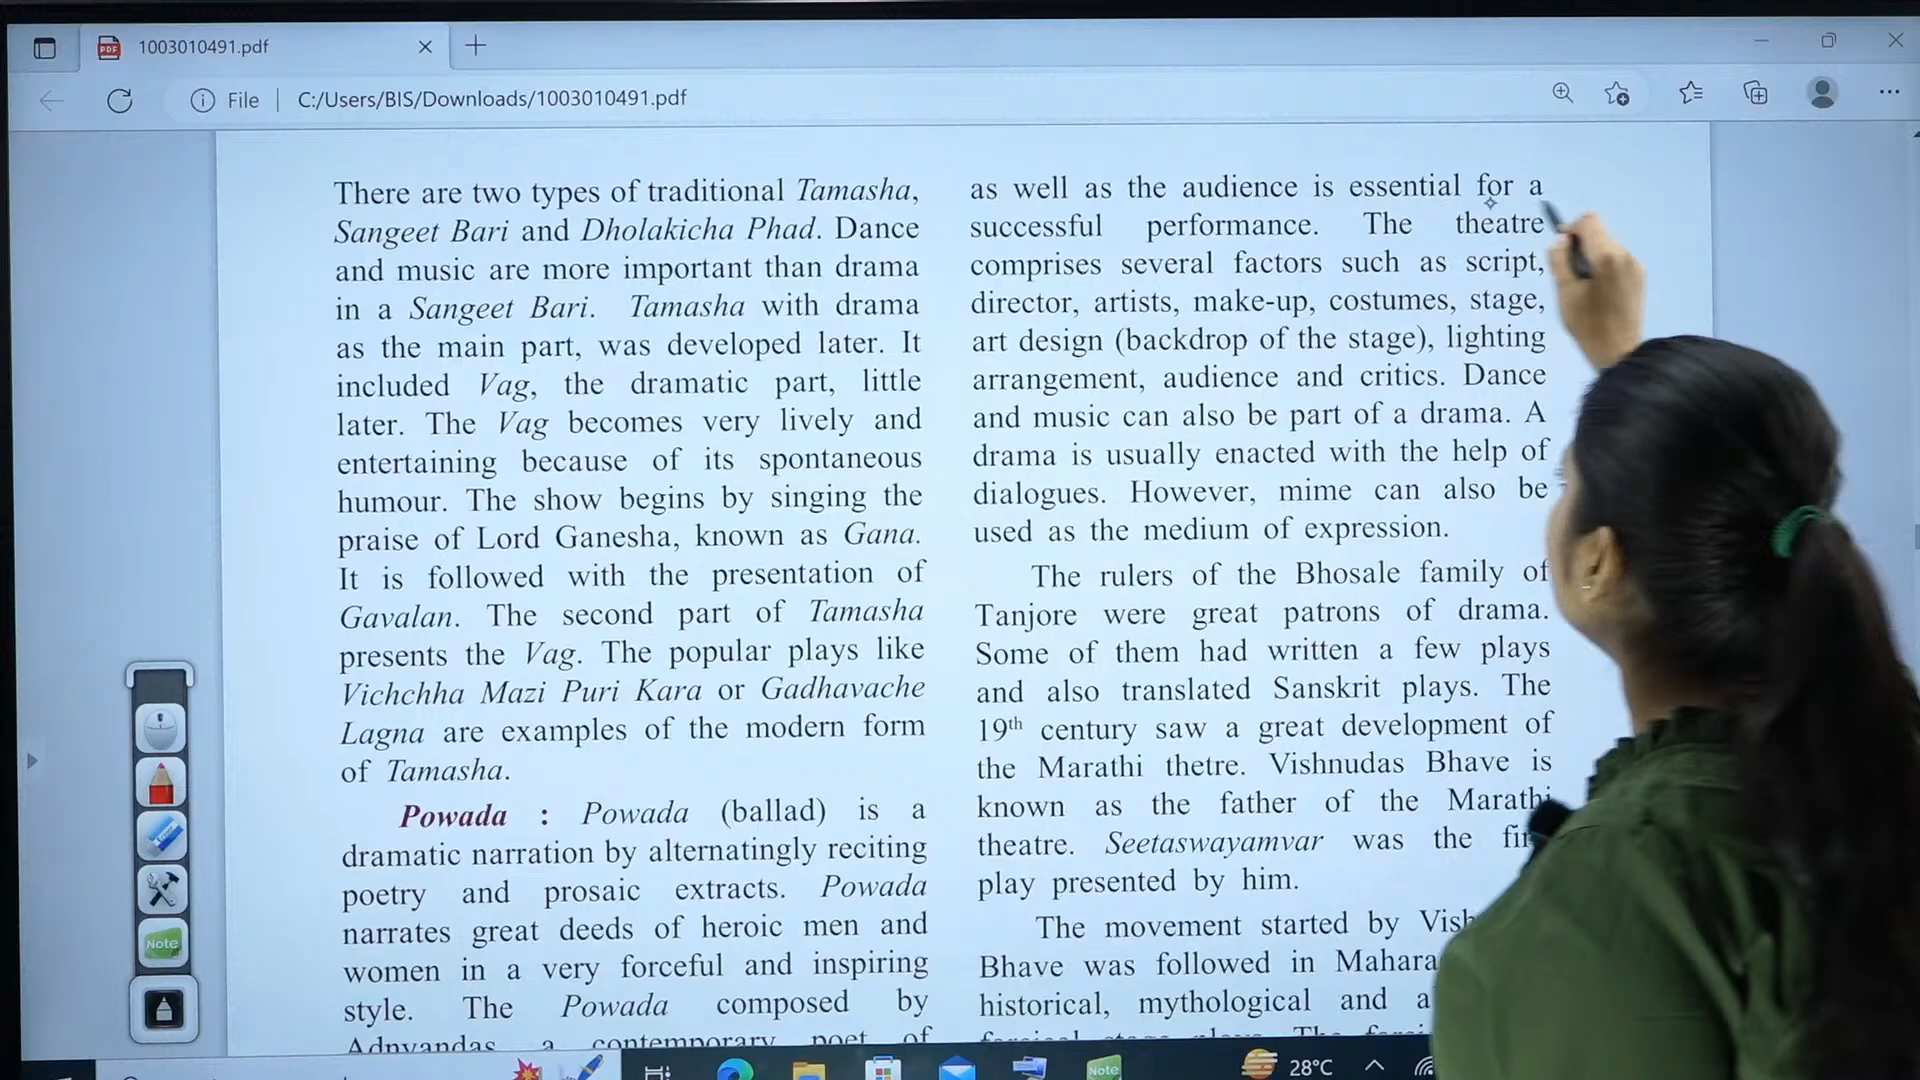 1003010491.pdf
File
C:/Users/BIS/Downloads/1003010491.pdf
There are two types of traditional Tamasha,
Sangeet Bari and Dholakicha Phad. Dance
and music are more important than drama
in a Sangeet Bari. Tamasha with drama
as the main part, was developed later. It
included Vag, the dramatic part, little
later. The Vag becomes very lively and
entertaining because of its spontaneous
humour. The show begins by singing the
praise of Lord Ganesha, known as Gana.
It is followed with the presentation of
Gavalan. The second part of Tamasha
presents the Vag. The popular plays like
Vichchha Mazi Puri Kara or Gadhavache
Lagna are examples of the modern form
of Tamasha.
Powada : Powada (ballad) is a
dramatic narration by alternatingly reciting
poetry and prosaic extracts. Powada
narrates great deeds of heroic men and
women in a very forceful and inspiring
style. The Powada composed by
Adnyandas, a contemporary poet of
as well as the audience is essential for a
successful performance. The theatre
comprises several factors such as script,
director, artists, make-up, costumes, stage,
art design (backdrop of the stage), lighting
arrangement, audience and critics. Dance
and music can also be part of a drama. A
drama is usually enacted with the help of
dialogues. However, mime can also be
used as the medium of expression.
The rulers of the Bhosale family of
Tanjore were great patrons of drama.
Some of them had written a few plays
and also translated Sanskrit plays. The
19th century saw a great development of
the Marathi thetre. Vishnudas Bhave is
known as the father of the Marathi
theatre. Seetaswayamvar was the
play presented by him.
The movement started by
Bhave was followed in
historical, mythological and
Note
Note
28°C